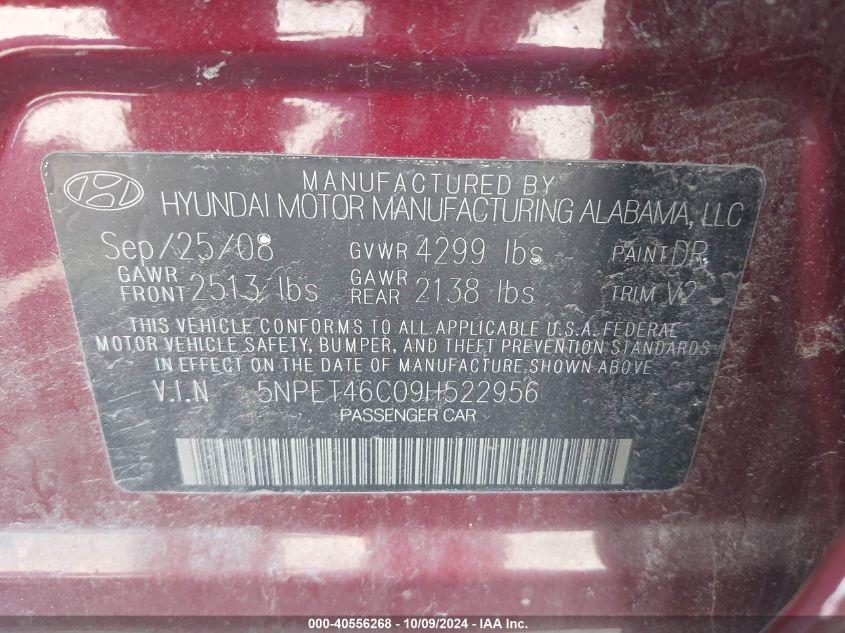 MANUFACTURED BY
HYUNDAI MOTOR MANUFACTURING ALABAMA, LLC
Sep/25/08 GVWR 4299 lbs PAINT DR
GAWR FRONT 2513 lbs GAWR REAR 2138 lbs TRIM V2
THIS VEHICLE CONFORMS TO ALL APPLICABLE U.S.A. FEDERAL
MOTOR VEHICLE SAFETY, BUMPER, AND THEFT PREVENTION STANDARDS
IN EFFECT ON THE DATE OF MANUFACTURE, SHOWN ABOVE
V.I.N 5NPET46C09H522956
PASSENGER CAR
000-40556268 - 10/09/2024 - IAA Inc.